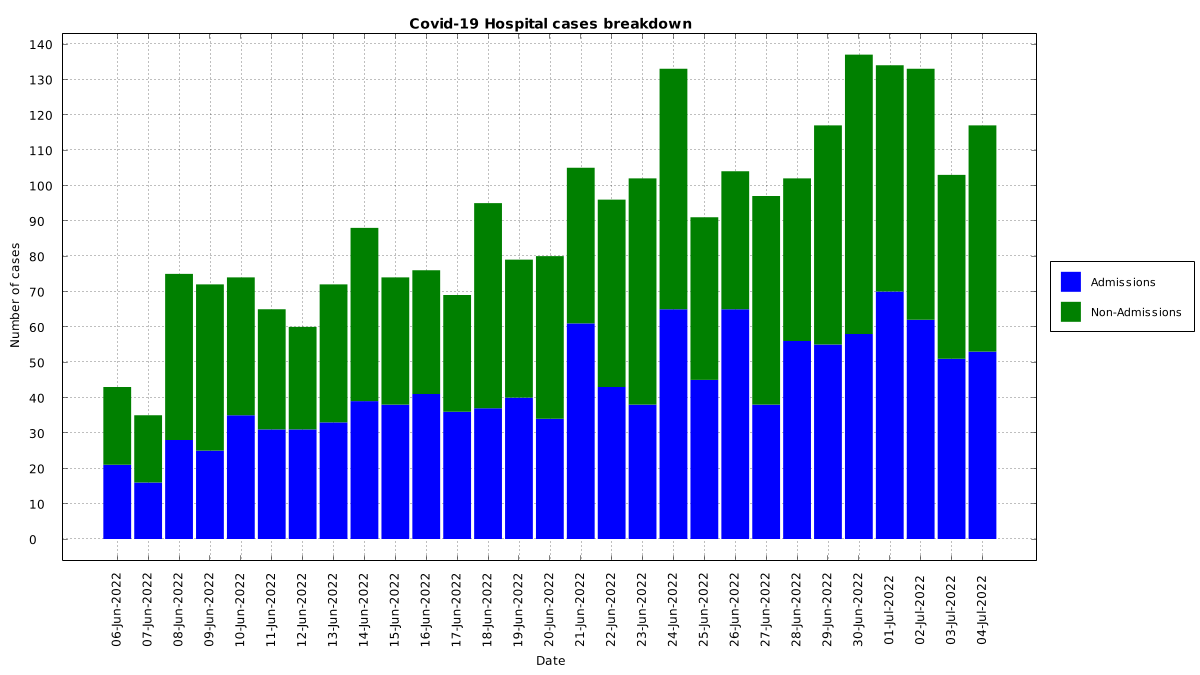 Covid-19 Hospital cases breakdown
140
130
120
110
100
90
80
70
60
50
40
30
20
10
0
Number of cases
06-Jun-2022
07-Jun-2022
08-Jun-2022
09-Jun-2022
10-Jun-2022
11-Jun-2022
12-Jun-2022
13-Jun-2022
14-Jun-2022
15-Jun-2022
16-Jun-2022
17-Jun-2022
18-Jun-2022
19-Jun-2022
20-Jun-2022
21-Jun-2022
22-Jun-2022
23-Jun-2022
24-Jun-2022
25-Jun-2022
26-Jun-2022
27-Jun-2022
28-Jun-2022
29-Jun-2022
30-Jun-2022
01-Jul-2022
02-Jul-2022
03-Jul-2022
04-Jul-2022
Date
Admissions
Non-Admissions